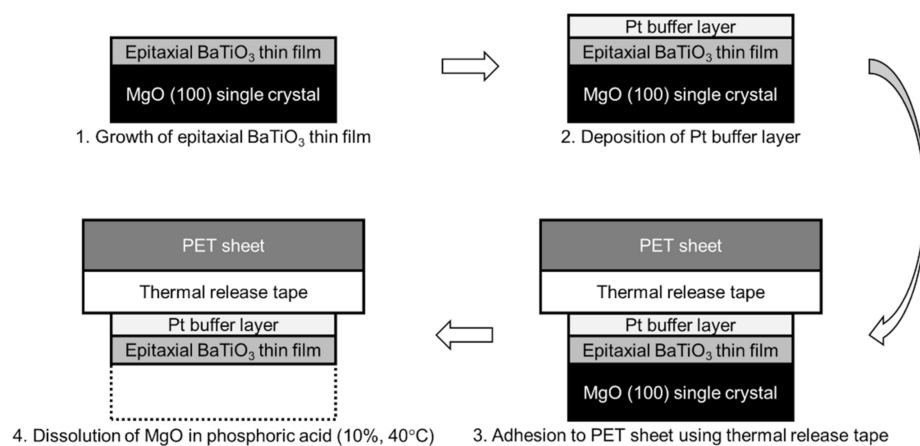 Epitaxial BaTiO₃ thin film
MgO (100) single crystal
1. Growth of epitaxial BaTiO₃ thin film
Pt buffer layer
Epitaxial BaTiO₃ thin film
MgO (100) single crystal
2. Deposition of Pt buffer layer
PET sheet
Thermal release tape
Pt buffer layer
Epitaxial BaTiO₃ thin film
MgO (100) single crystal
3. Adhesion to PET sheet using thermal release tape
PET sheet
Thermal release tape
Pt buffer layer
Epitaxial BaTiO₃ thin film
4. Dissolution of MgO in phosphoric acid (10%, 40°C)